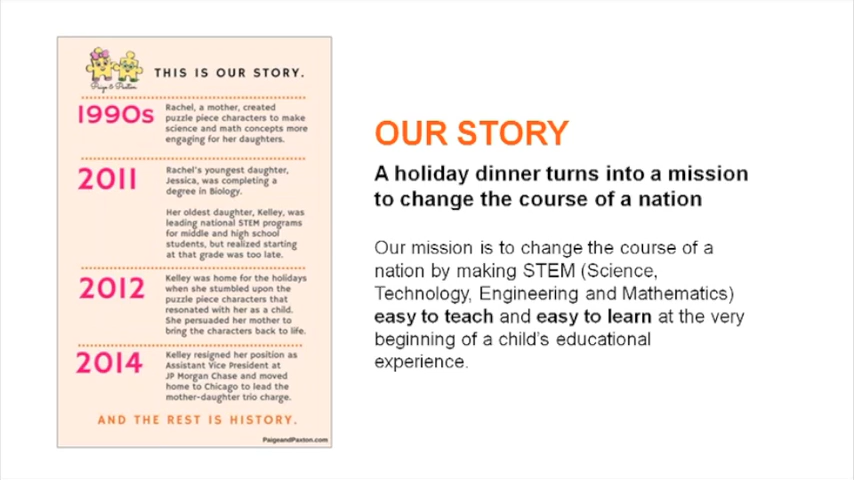 Paige & Paxton
THIS IS OUR STORY.
1990s
Rachel, a mother, created
puzzle piece characters to make
science and math concepts more
engaging for her daughters.
2011
Rachel's youngest daughter,
Jessica, was completing a
degree in Biology.
Her oldest daughter, Kelley, was
leading national STEM programs
for middle and high school
students, but realized starting
at that grade was too late.
2012
Kelley was home for the holidays
when she stumbled upon the
puzzle piece characters that
resonated with her as a child.
She persuaded her mother to
bring the characters back to life.
2014
Kelley resigned her position as
Assistant Vice President at
JP Morgan Chase and moved
home to Chicago to lead the
mother-daughter trio charge.
AND THE REST IS HISTORY.
PaigeandPaxton.com
OUR STORY
A holiday dinner turns into a mission
to change the course of a nation
Our mission is to change the course of a
nation by making STEM (Science,
Technology, Engineering and Mathematics)
easy to teach and easy to learn at the very
beginning of a child's educational
experience.